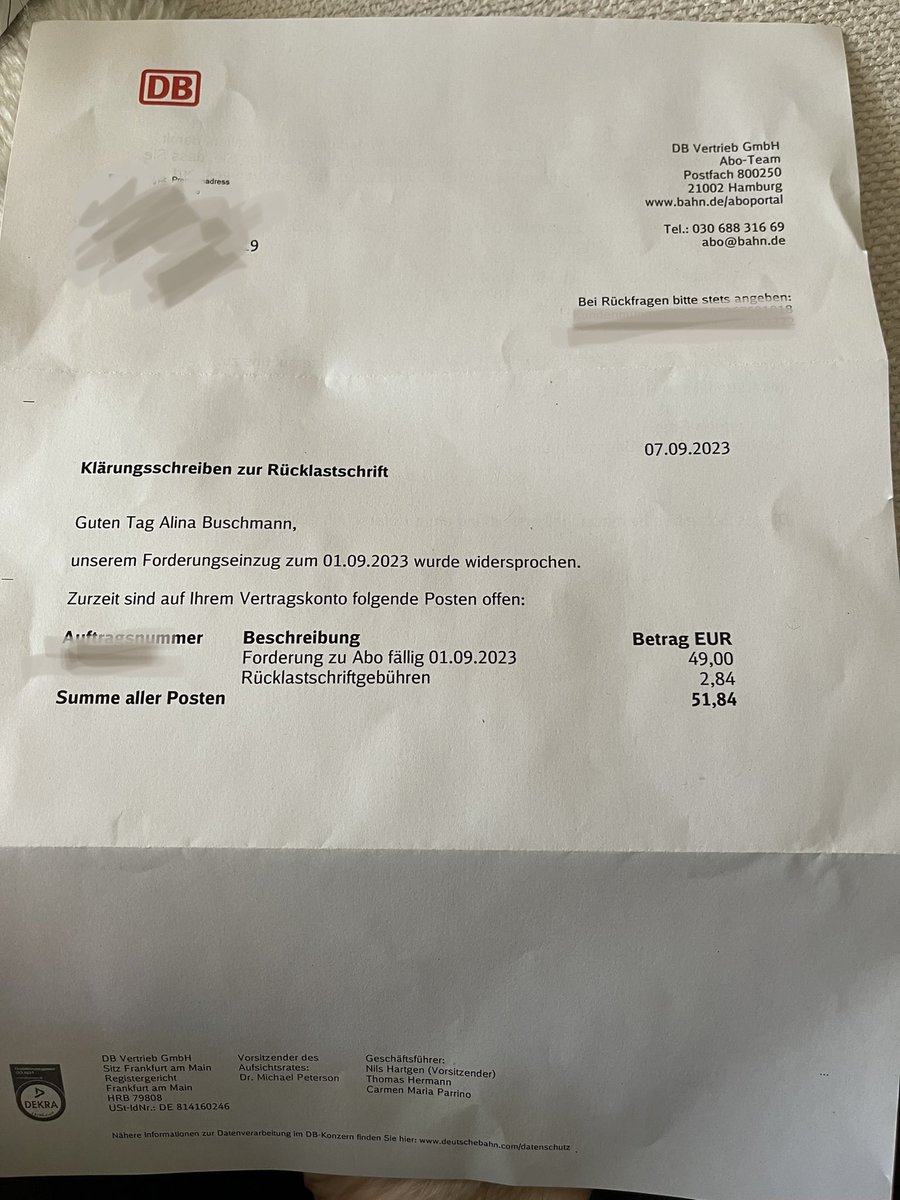 DB
DB Vertrieb GmbH
Abo-Team
Postfach 800250
21002 Hamburg
www.bahn.de/aboportal
Tel.: 030 688 316 69
abo@bahn.de
Bei Rückfragen bitte stets angeben:
07.09.2023
Klärungsschreiben zur Rücklastschrift
Guten Tag Alina Buschmann,
unserem Forderungseinzug zum 01.09.2023 wurde widersprochen.
Zurzeit sind auf Ihrem Vertragskonto folgende Posten offen:
Auftragsnummer Beschreibung Betrag EUR
Forderung zu Abo fällig 01.09.2023 49,00
Rücklastschriftgebühren 2,84
Summe aller Posten 51,84
DB Vertrieb GmbH
Sitz Frankfurt am Main
Registergericht
Frankfurt am Main
HRB 79808
USt-IdNr.: DE 814160246
Vorsitzender des
Aufsichtsrates:
Dr. Michael Peterson
Geschäftsführer:
Nils Hartgen (Vorsitzender)
Thomas Hermann
Carmen Maria Parrino
DEKRA
Nähere Informationen zur Datenverarbeitung im DB-Konzern finden Sie hier: www.deutschebahn.com/datenschutz